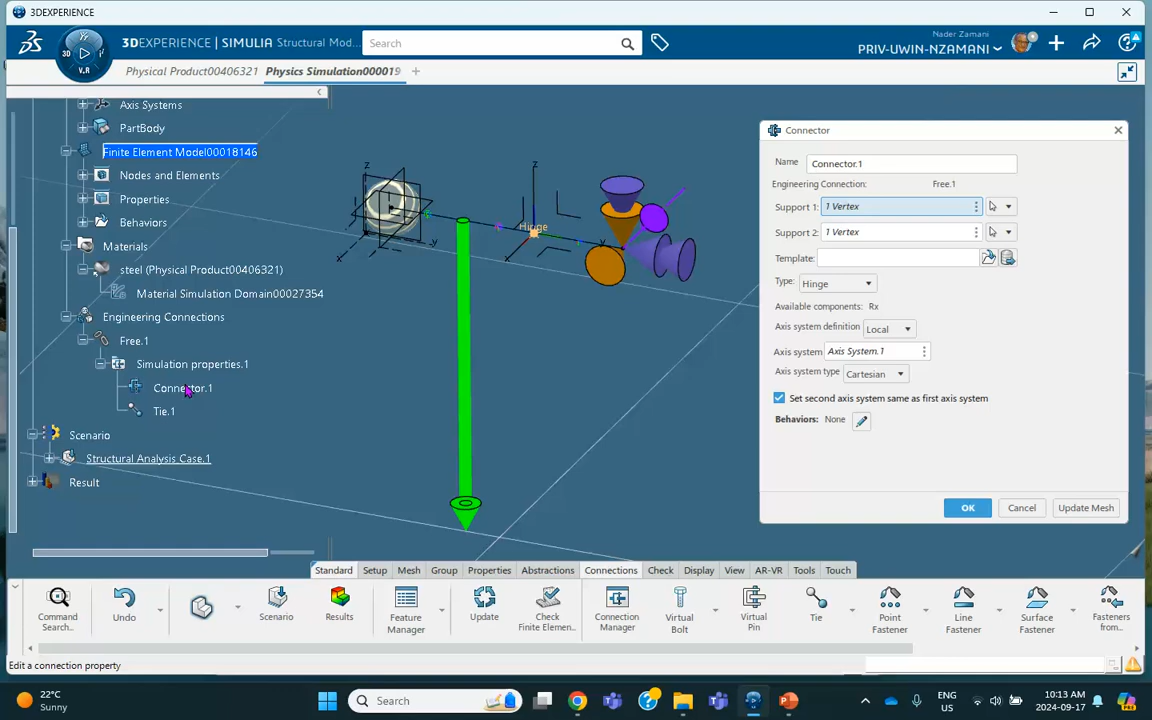 3DEXPERIENCE
3DEXPERIENCE | SIMULIA Structural Mod...
Search
Nader Zamani
PRIV-UWIN-NZAMANI
3D
V.R
Physical Product00406321
Physics Simulation000019
Axis Systems
PartBody
Finite Element Model00018146
Nodes and Elements
Properties
Behaviors
Materials
steel (Physical Product00406321)
Material Simulation Domain00027354
Engineering Connections
Free.1
Simulation properties.1
Connector.1
Tie.1
Scenario
Structural Analysis Case.1
Result
z
y
x
z
Hinge
x
y
Connector
Name Connector.1
Engineering Connection: Free.1
Support 1: 1 Vertex
Support 2: 1 Vertex
Template:
Type: Hinge
Available components: Rx
Axis system definition Local
Axis system Axis System.1
Axis system type Cartesian
Set second axis system same as first axis system
Behaviors: None
OK Cancel Update Mesh
Standard Setup Mesh Group Properties Abstractions Connections Check Display View AR-VR Tools Touch
Command Search...
Undo
Scenario
Results
Feature Manager
Update
Check Finite Elemen...
Connection Manager
Virtual Bolt
Virtual Pin
Tie
Point Fastener
Line Fastener
Surface Fastener
Fasteners from...
Edit a connection property
22°C
Sunny
Search
ENG
US
10:13 AM
2024-09-17